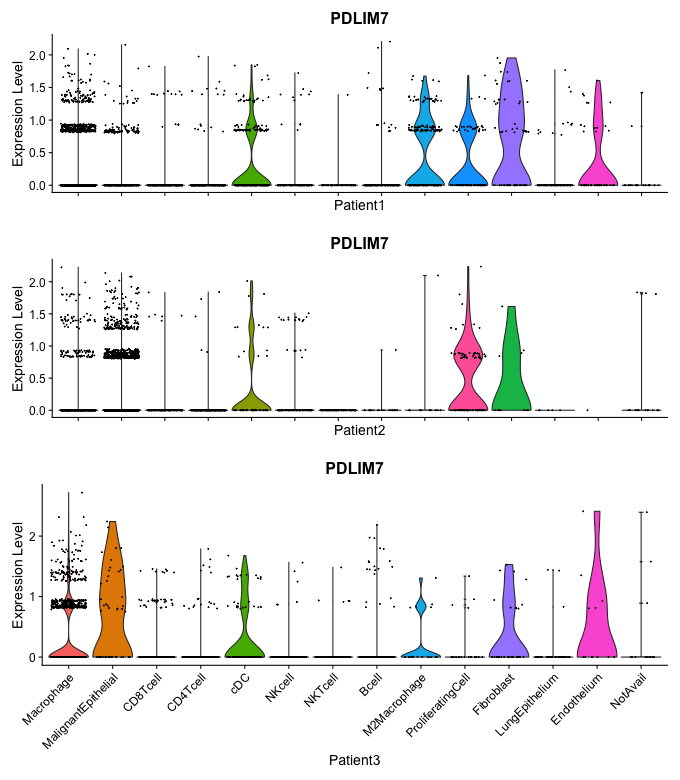 PDLIM7
Expression Level
2.0
1.5
1.0
0.5
0.0
Patient1
PDLIM7
Expression Level
2.0
1.5
1.0
0.5
0.0
Patient2
PDLIM7
Expression Level
2
1
0
Macrophage
MalignantEpithelial
CD8Tcell
CD4Tcell
cDC
NKcell
NKTcell
Bcell
M2Macrophage
ProliferatingCell
Fibroblast
LungEpithelium
Endothelium
NotAvail
Patient3